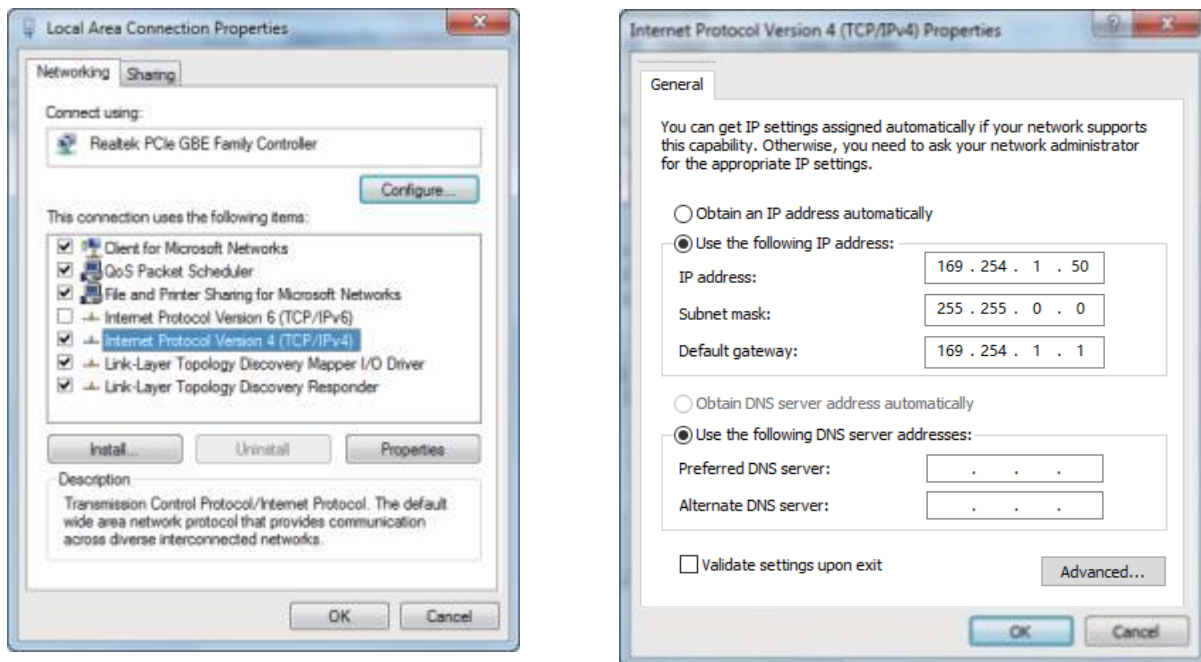 Local Area Connection Properties
Networking
Sharing
Connect using:
Realtek PCIe GBE Family Controller
Configure...
This connection uses the following items:
Client for Microsoft Networks
QoS Packet Scheduler
File and Printer Sharing for Microsoft Networks
Internet Protocol Version 6 (TCP/IPv6)
Internet Protocol Version 4 (TCP/IPv4)
Link-Layer Topology Discovery Mapper I/O Driver
Link-Layer Topology Discovery Responder
Install...
Uninstall
Properties
Description
Transmission Control Protocol/Internet Protocol. The default
wide area network protocol that provides communication
across diverse interconnected networks.
OK
Cancel
Internet Protocol Version 4 (TCP/IPv4) Properties
General
You can get IP settings assigned automatically if your network supports
this capability. Otherwise, you need to ask your network administrator
for the appropriate IP settings.
Obtain an IP address automatically
Use the following IP address:
IP address:
169 . 254 . 1 . 50
Subnet mask:
255 . 255 . 0 . 0
Default gateway:
169 . 254 . 1 . 1
Obtain DNS server address automatically
Use the following DNS server addresses:
Preferred DNS server:
. . .
Alternate DNS server:
. . .
Validate settings upon exit
Advanced...
OK
Cancel